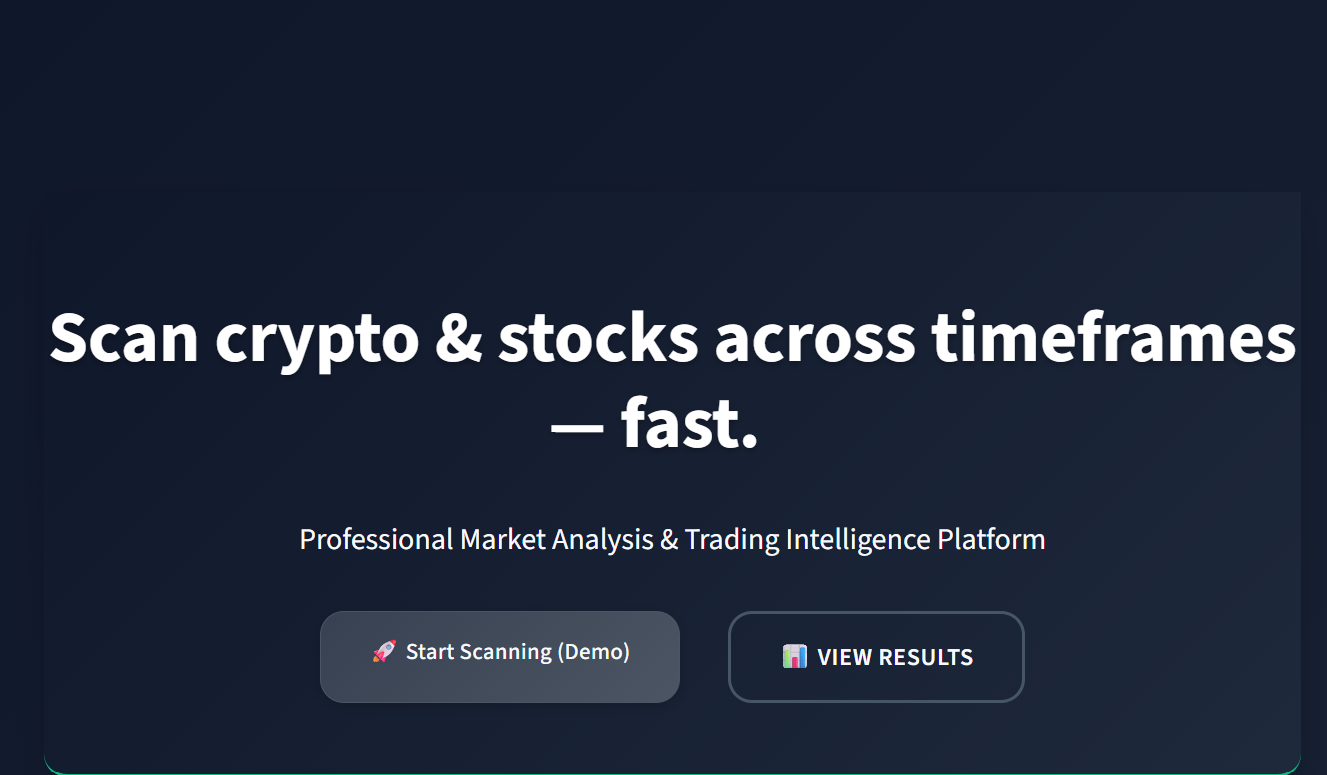 Scan crypto & stocks across timeframes
— fast.
Professional Market Analysis & Trading Intelligence Platform
🚀 Start Scanning (Demo)
📊 VIEW RESULTS